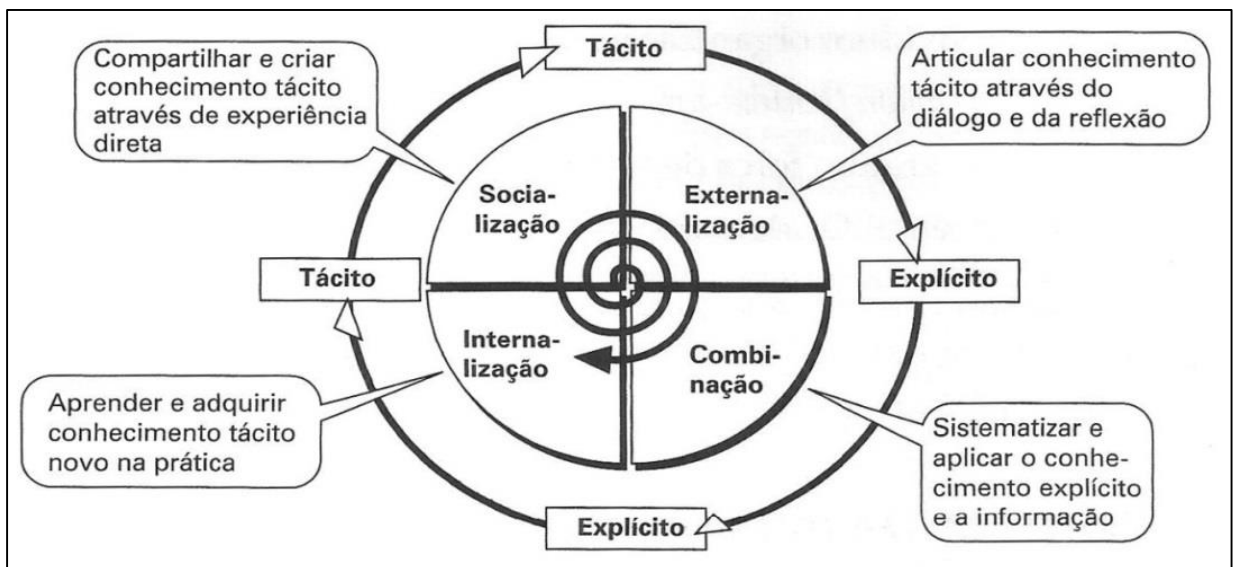 Tácito
Compartilhar e criar
conhecimento tácito
através de experiência
direta
Articular conhecimento
tácito através do
diálogo e da reflexão
Socia-
lização
Externa-
lização
Tácito
Explícito
Interna-
lização
Combi-
nação
Aprender e adquirir
conhecimento tácito
novo na prática
Sistematizar e
aplicar o conhe-
cimento explícito
e a informação
Explícito